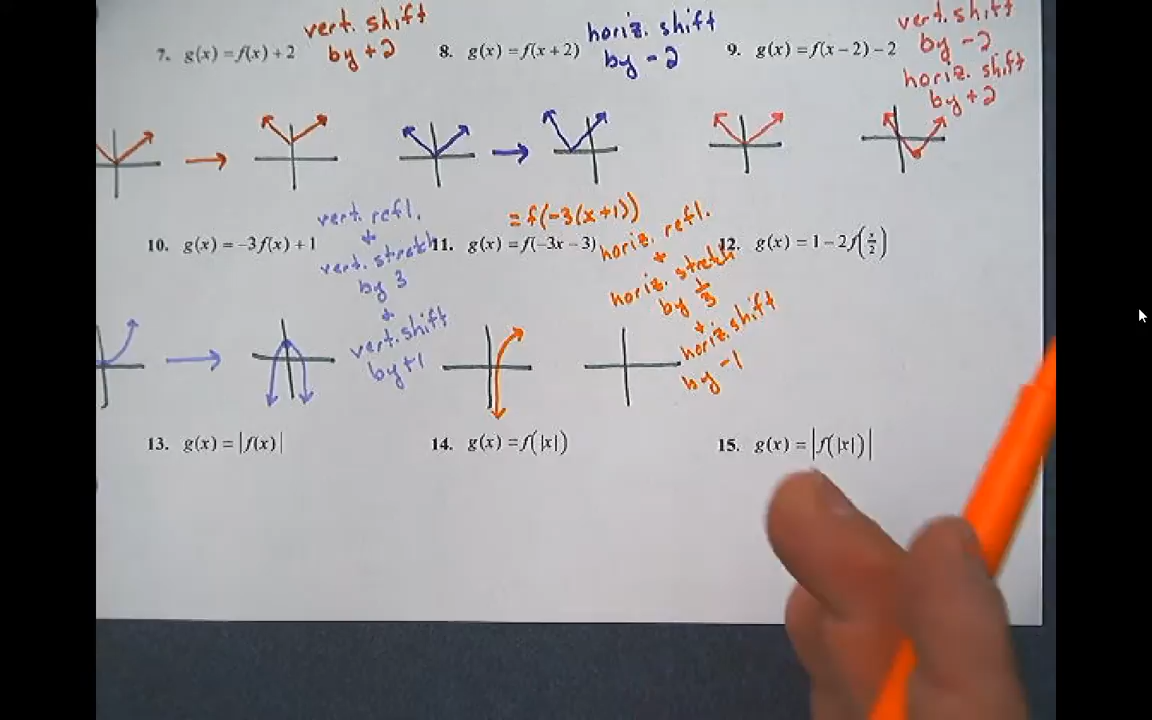 7. g(x) = f(x) + 2
vert. shift
by +2
8. g(x) = f(x + 2)
horiz. shift
by -2
9. g(x) = f(x − 2) − 2
vert. shift
by -2
horiz. shift
by +2
10. g(x) = −3f(x) + 1
vert. refl.
+
vert. stretch
by 3
+
vert. shift
by +1
= f(-3(x+1))
11. g(x) = f(−3x − 3)
horiz. refl.
+
horiz. stretch
by 1/3
+
horiz. shift
by -1
12. g(x) = 1 − 2f(x/2)
13. g(x) = |f(x)|
14. g(x) = f(|x|)
15. g(x) = |f(|x|)|